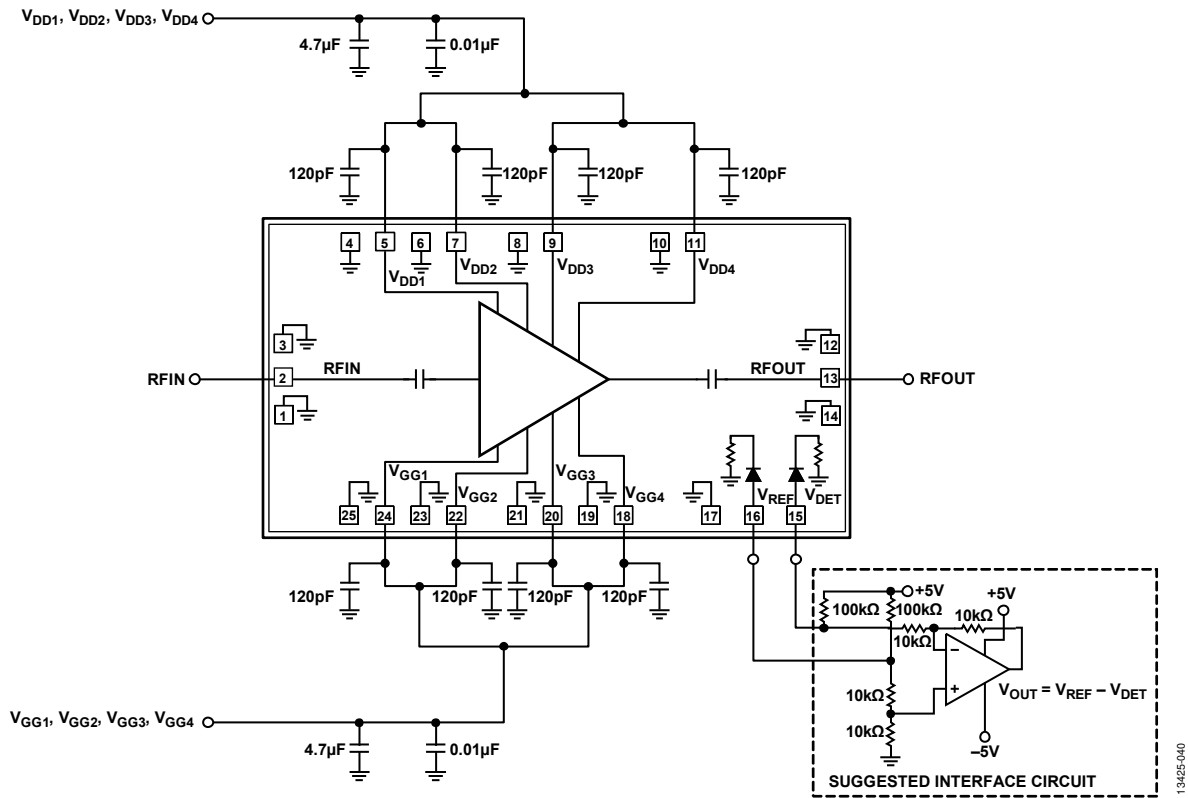 VDD1, VDD2, VDD3, VDD4
4.7µF
0.01µF
120pF
120pF
120pF
120pF
4
5
6
7
8
9
10
11
VDD1
VDD2
VDD3
VDD4
3
12
RFIN
2
RFIN
RFOUT
13
RFOUT
1
14
VGG1
VGG2
VGG3
VGG4
VREF
VDET
25
24
23
22
21
20
19
18
17
16
15
120pF
120pF
120pF
120pF
+5V
+5V
100kΩ
100kΩ
10kΩ
10kΩ
–
+
10kΩ
VOUT = VREF – VDET
10kΩ
–5V
SUGGESTED INTERFACE CIRCUIT
VGG1, VGG2, VGG3, VGG4
4.7µF
0.01µF
13425-040